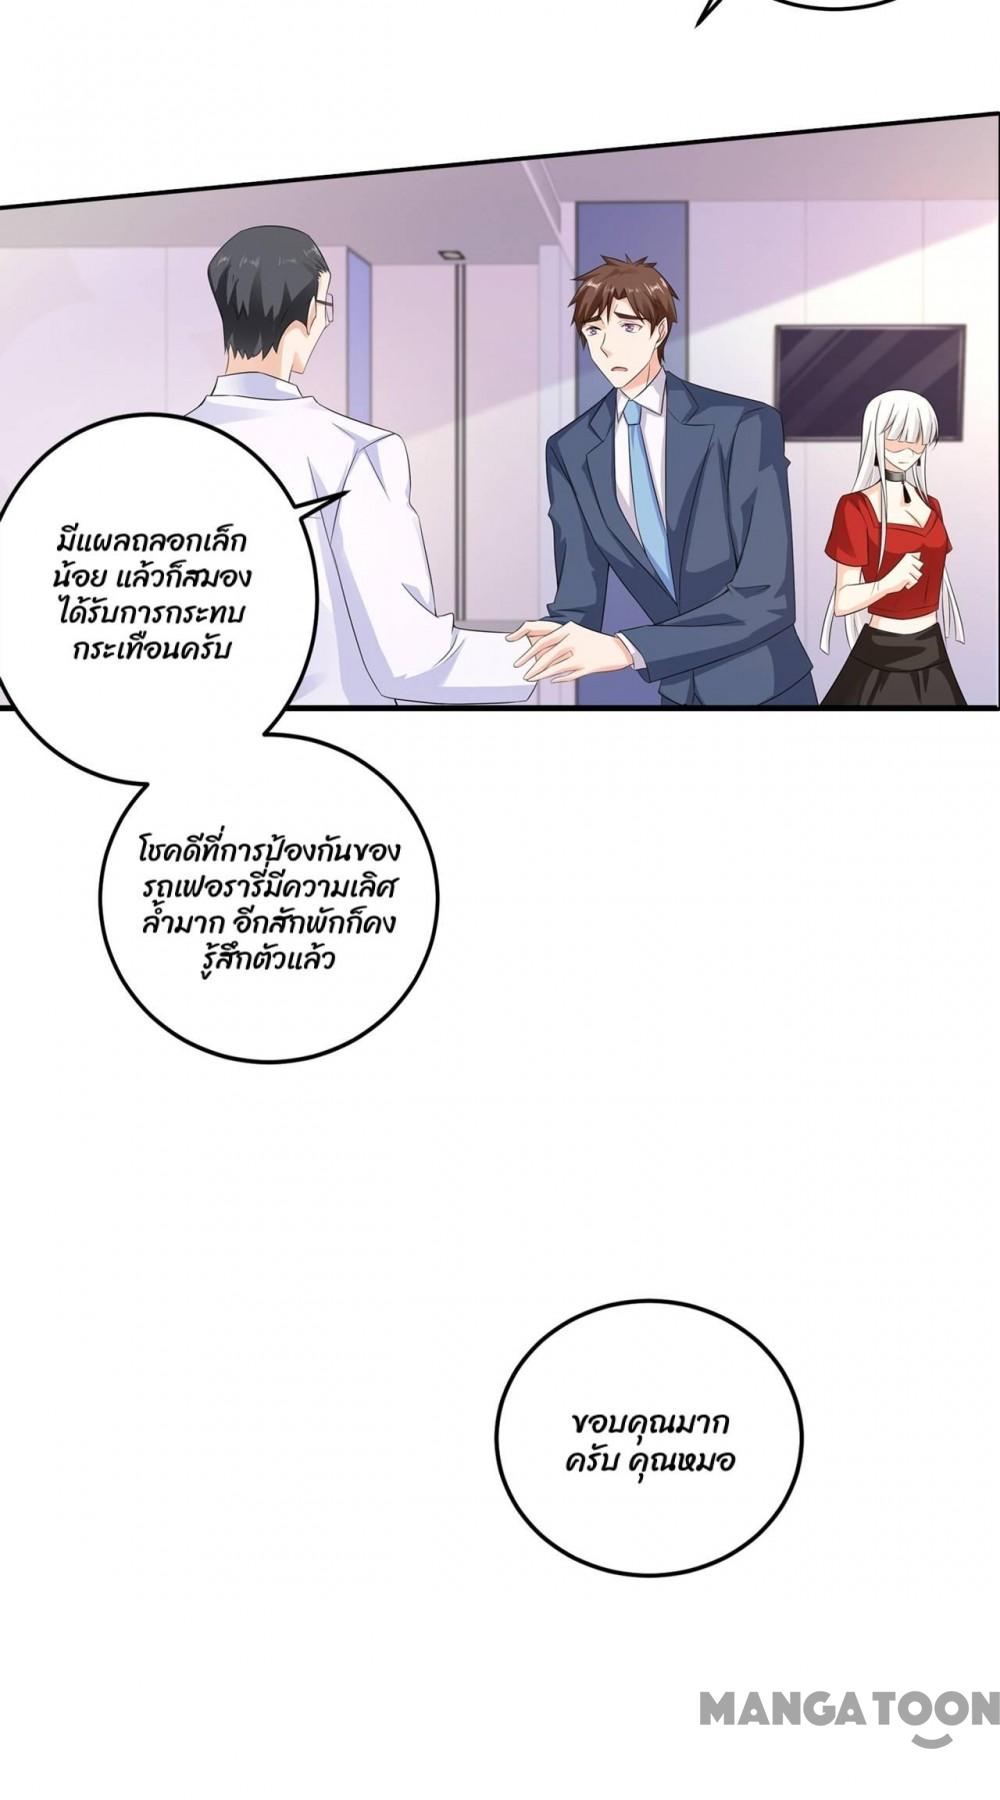 มีแผลถลอกเล็ก
น้อย แล้วก็สมอง
ได้รับการกระทบ
กระเทือนครับ
โชคดีที่การป้องกันของ
รถเฟอรารี่มีความเลิศ
ล้ำมาก อีกสักพักก็คง
รู้สึกตัวแล้ว
ขอบคุณมาก
ครับ คุณหมอ
MANGATOON